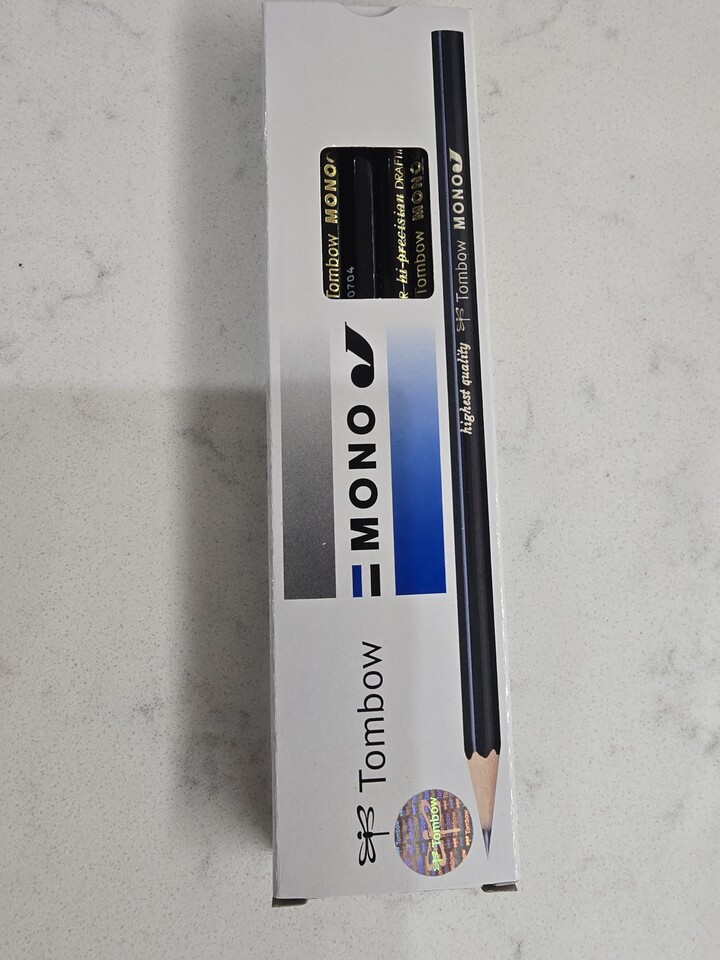 Tombow MONO
0704
hi-precision DRAFTI
Tombow MONO
MONO J
Tombow
highest quality Tombow MONO J
Tombow